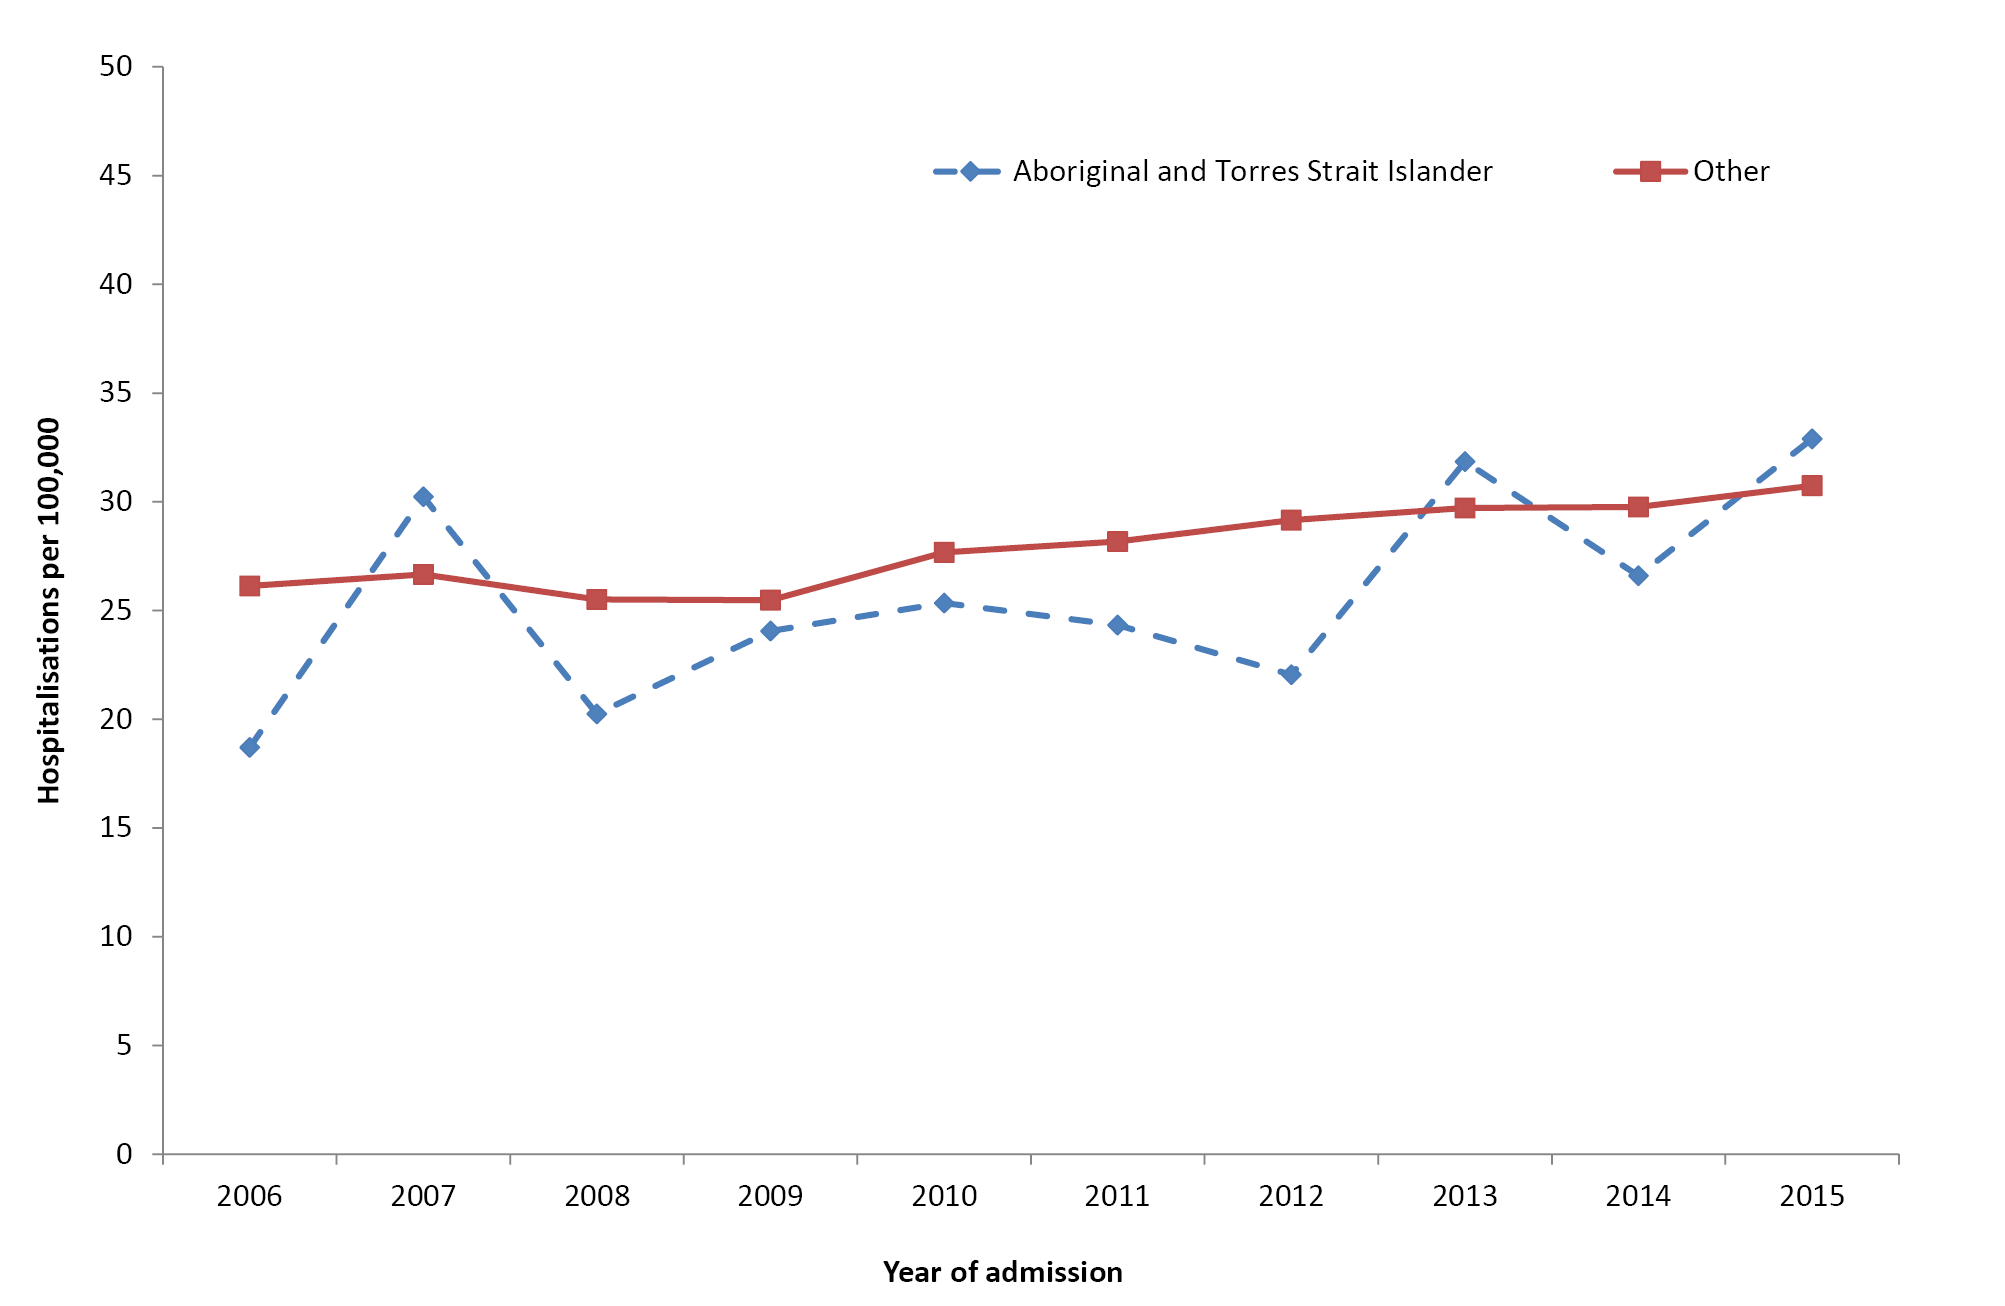 50
45
40
35
30
25
20
15
10
5
0
Hospitalisations per 100,000
Aboriginal and Torres Strait Islander Other
2006 2007 2008 2009 2010 2011 2012 2013 2014 2015
Year of admission